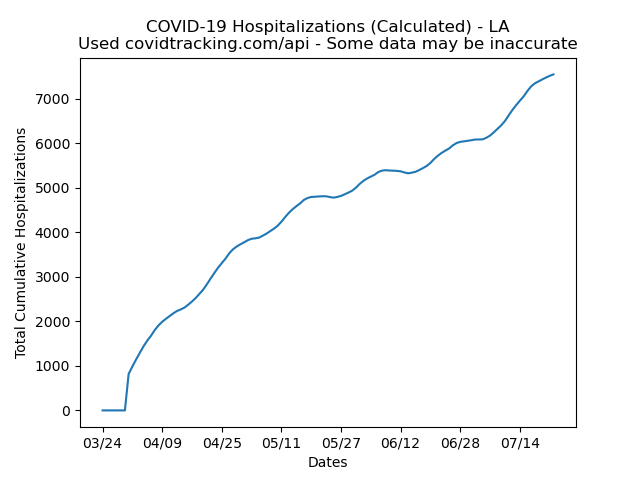 COVID-19 Hospitalizations (Calculated) - LA
Used covidtracking.com/api - Some data may be inaccurate
Total Cumulative Hospitalizations
7000
6000
5000
4000
3000
2000
1000
0
03/24 04/09 04/25 05/11 05/27 06/12 06/28 07/14
Dates